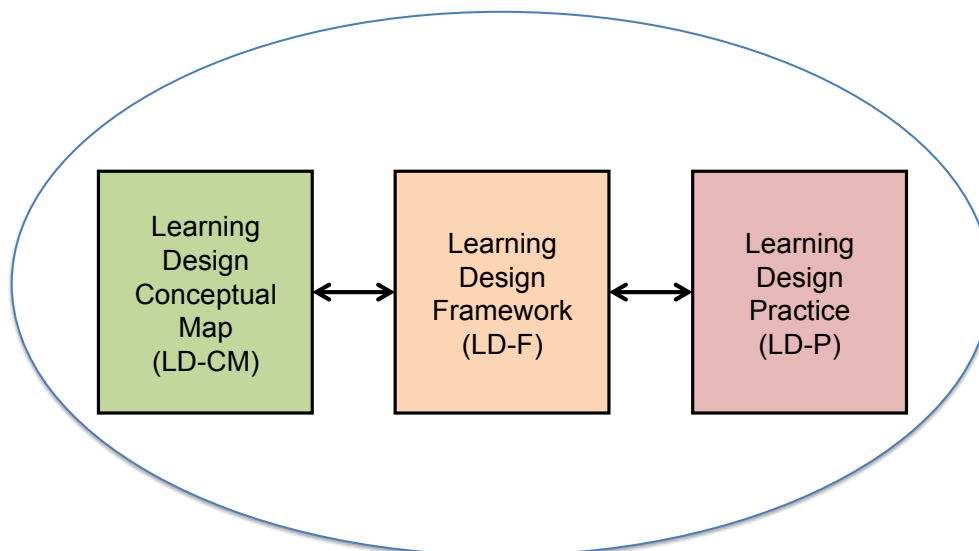 Learning
Design
Conceptual
Map
(LD-CM)
Learning
Design
Framework
(LD-F)
Learning
Design
Practice
(LD-P)